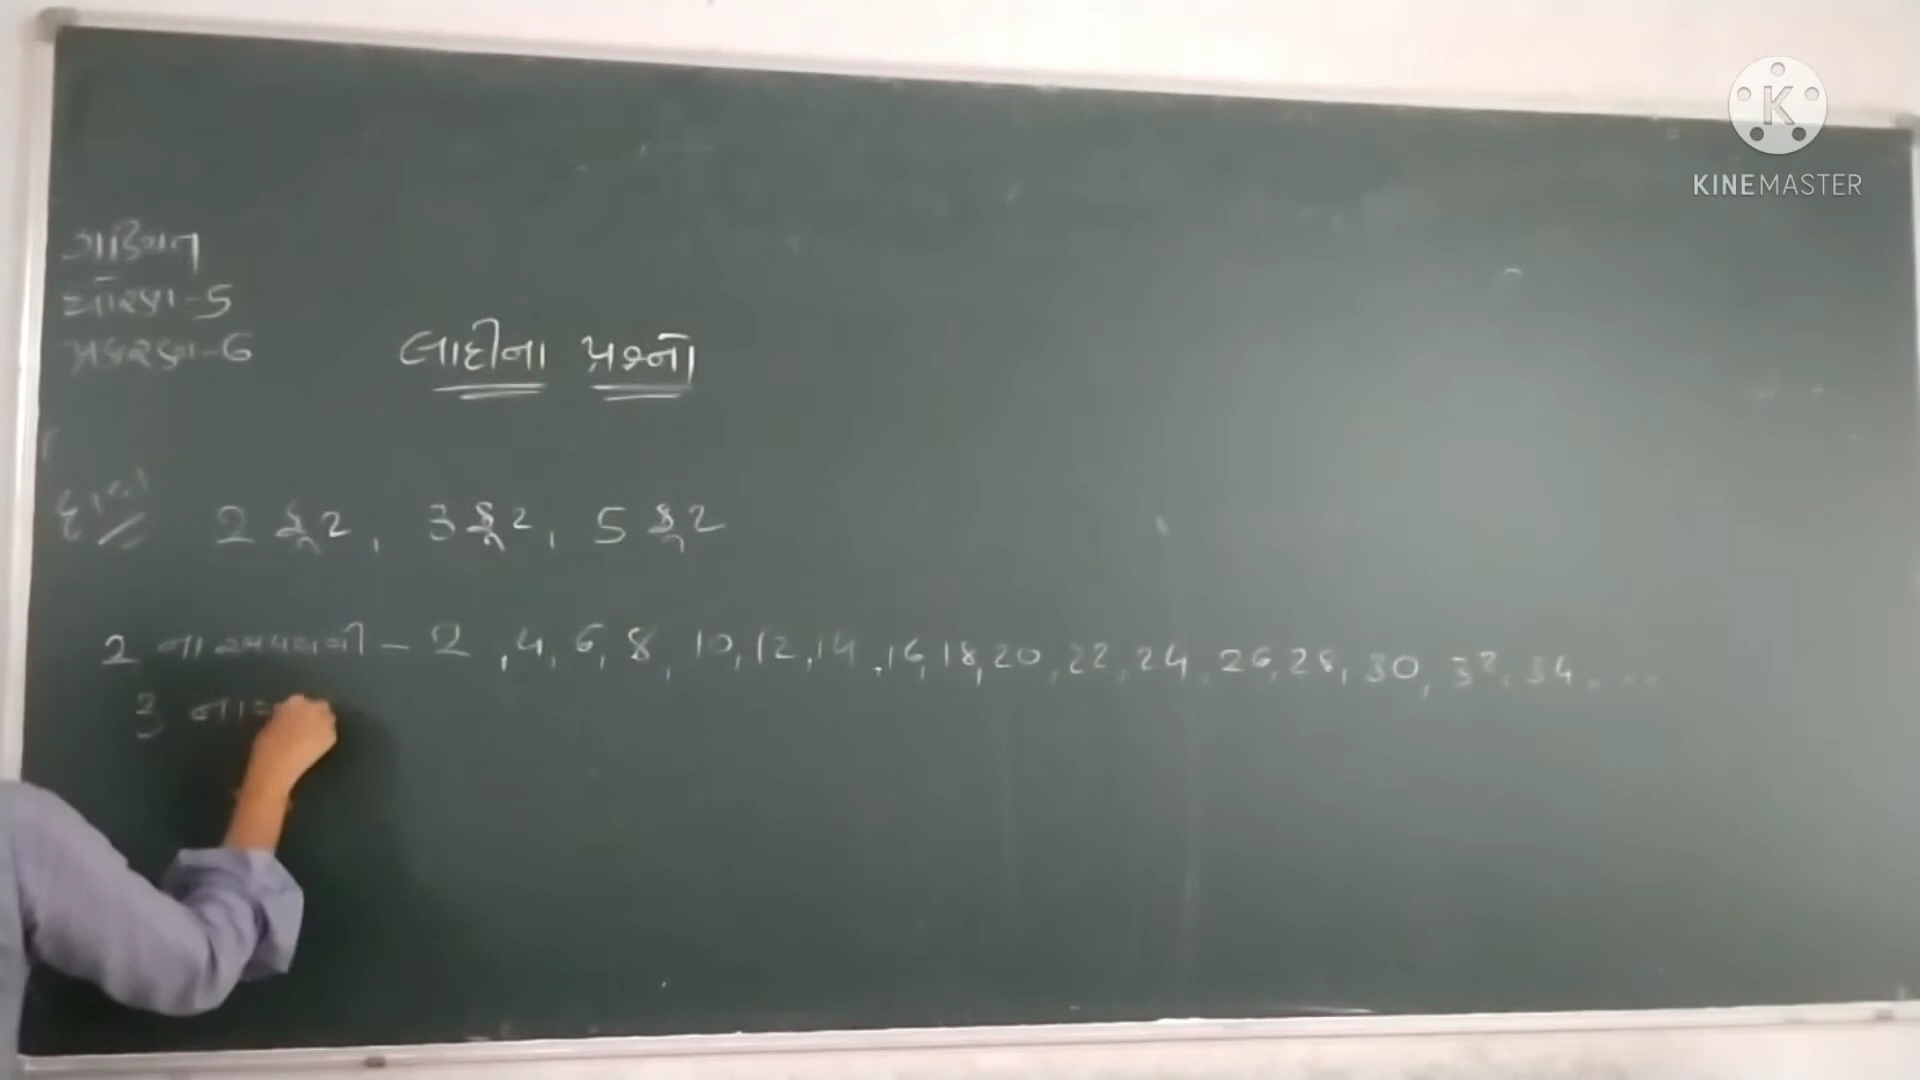 ગણિત
ધોરણ-5
પ્રકરણ-6
લાદીના પ્રશ્નો
2 ફૂટ, 3 ફૂટ, 5 ફૂટ
2 ના અવયવી - 2, 4, 6, 8, 10, 12, 14, 16, 18, 20, 22, 24, 26, 28, 30, 32, 34, ...
3 ના
KINEMASTER